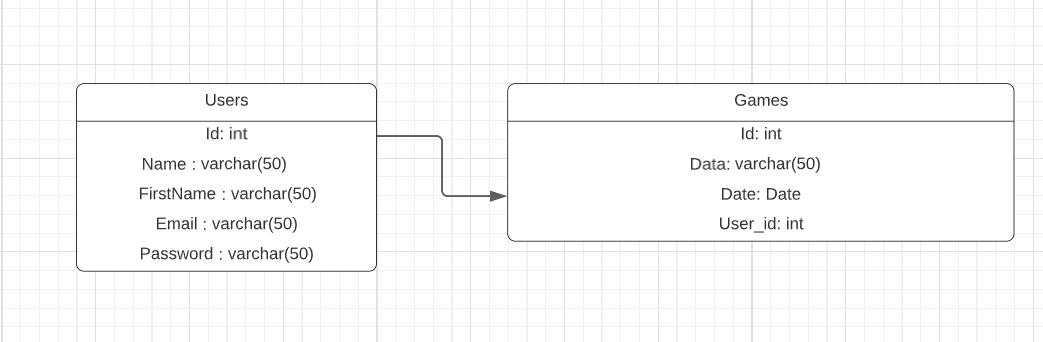 Users
Id: int
Name : varchar(50)
FirstName : varchar(50)
Email : varchar(50)
Password : varchar(50)
Games
Id: int
Data: varchar(50)
Date: Date
User_id: int